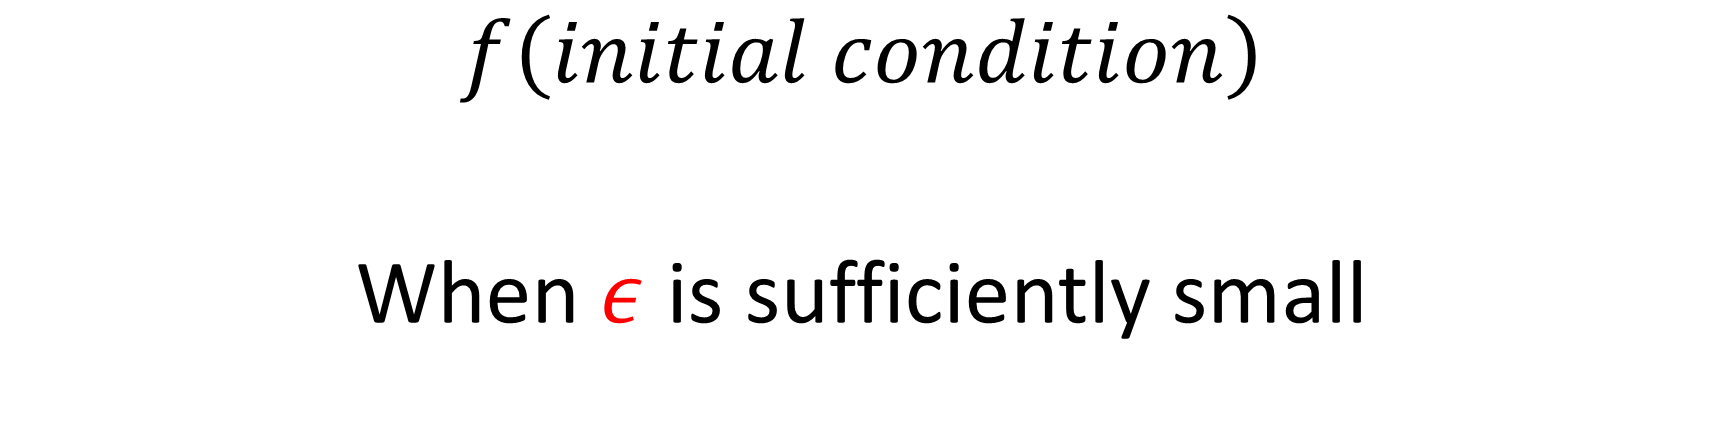 f(initial condition)
When ϵ is sufficiently small